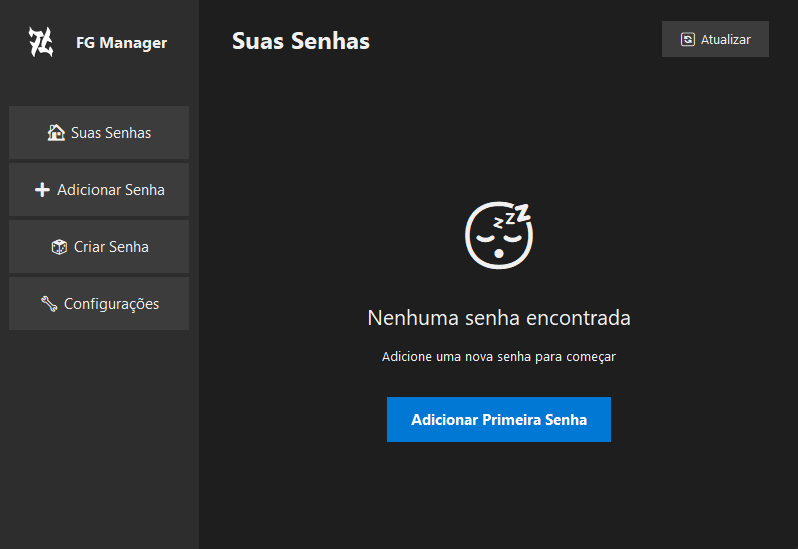 FG Manager
Suas Senhas
Adicionar Senha
Criar Senha
Configurações
Suas Senhas
Atualizar
z z z
Nenhuma senha encontrada
Adicione uma nova senha para começar
Adicionar Primeira Senha